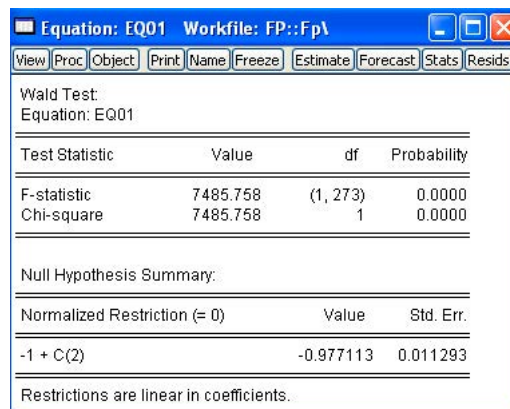 Equation: EQ01 Workfile: FP::Fp\
View Proc Object Print Name Freeze Estimate Forecast Stats Resids
Wald Test:
Equation: EQ01
Test Statistic Value df Probability
F-statistic 7485.758 (1, 273) 0.0000
Chi-square 7485.758 1 0.0000
Null Hypothesis Summary:
Normalized Restriction (= 0) Value Std. Err.
-1 + C(2) -0.977113 0.011293
Restrictions are linear in coefficients.